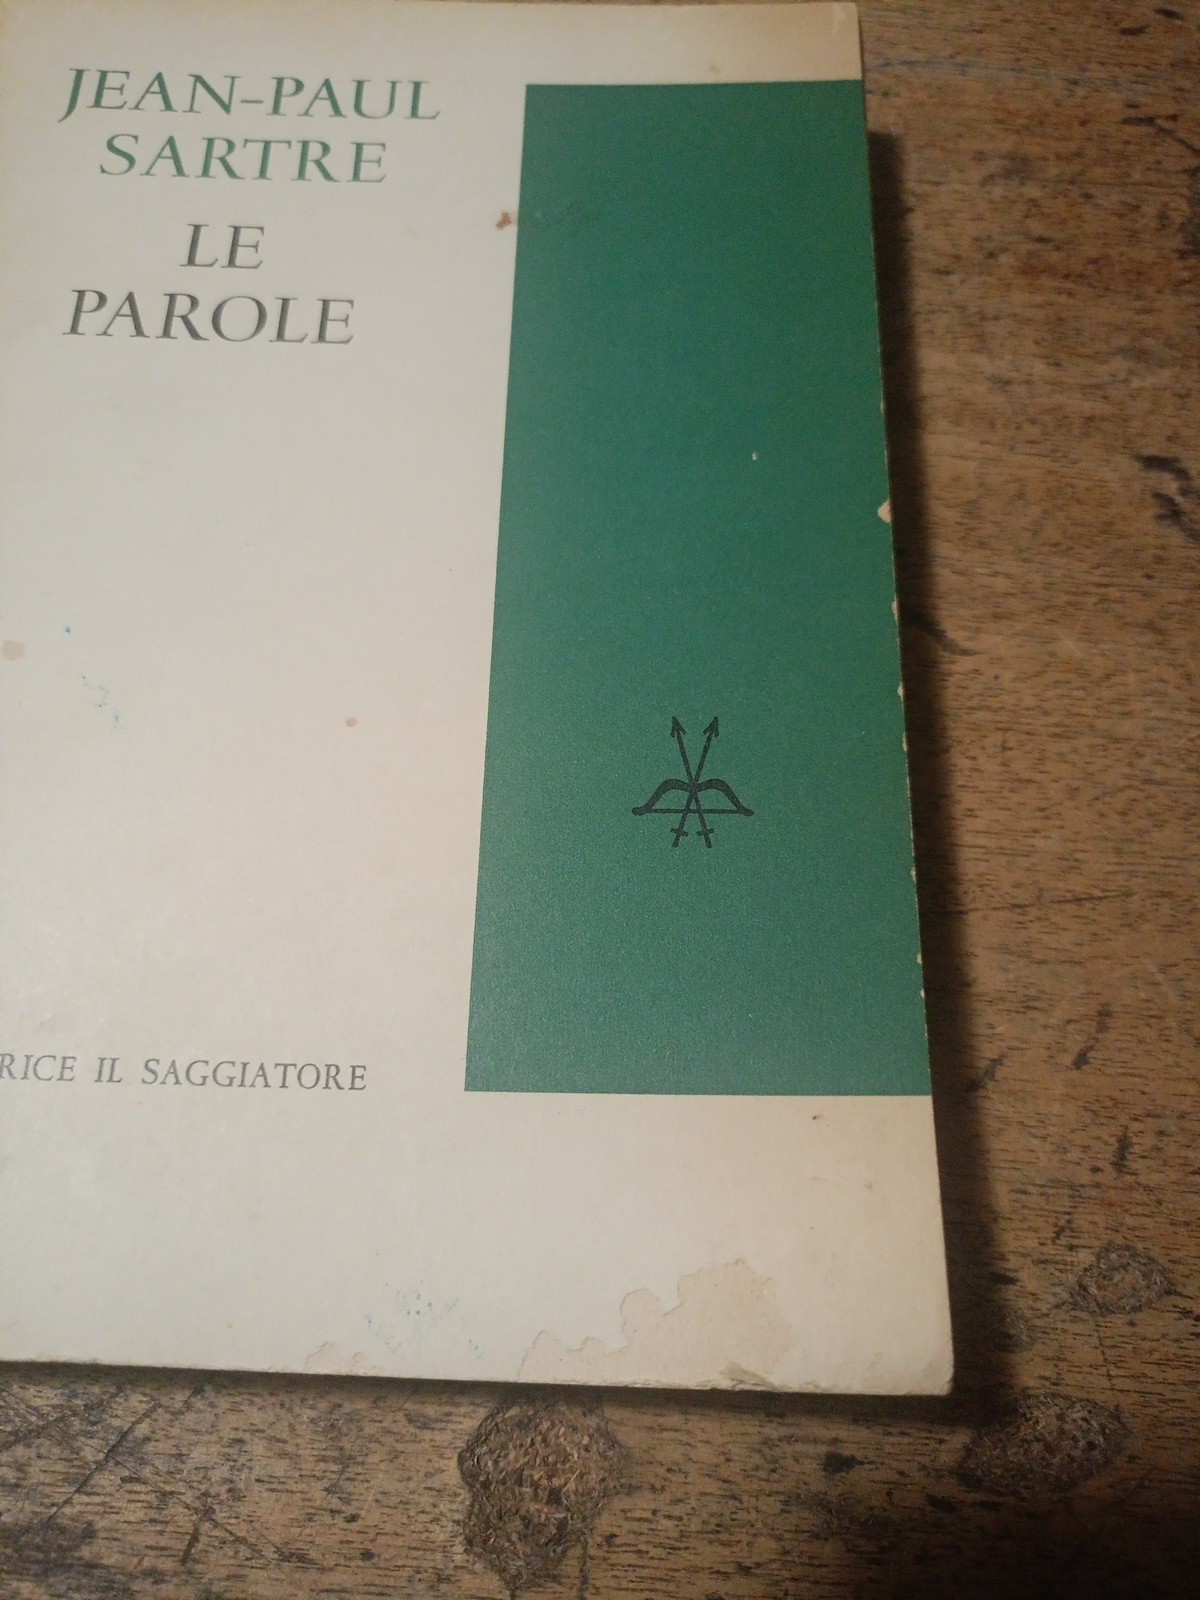 JEAN-PAUL
SARTRE
LE
PAROLE
RICE IL SAGGIATORE